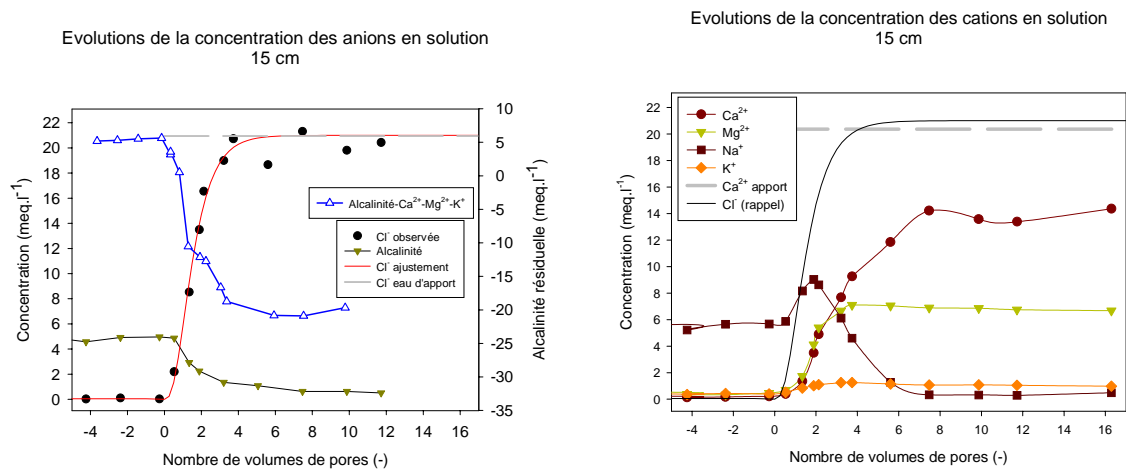 Evolutions de la concentration des anions en solution
15 cm
Concentration (meq.l-1)
22
20
18
16
14
12
10
8
6
4
2
0
10
5
0
-5
-10
-15
-20
-25
-30
-35
Alcalinité résiduelle (meq.l-1)
Alcalinité-Ca2+-Mg2+-K+
Cl- observée
Alcalinité
Cl- ajustement
Cl- eau d'apport
-4 -2 0 2 4 6 8 10 12 14 16
Nombre de volumes de pores (-)
Evolutions de la concentration des cations en solution
15 cm
Concentration (meq.l-1)
22
20
18
16
14
12
10
8
6
4
2
0
Ca2+
Mg2+
Na+
K+
Ca2+ apport
Cl- (rappel)
-4 -2 0 2 4 6 8 10 12 14 16
Nombre de volumes de pores (-)